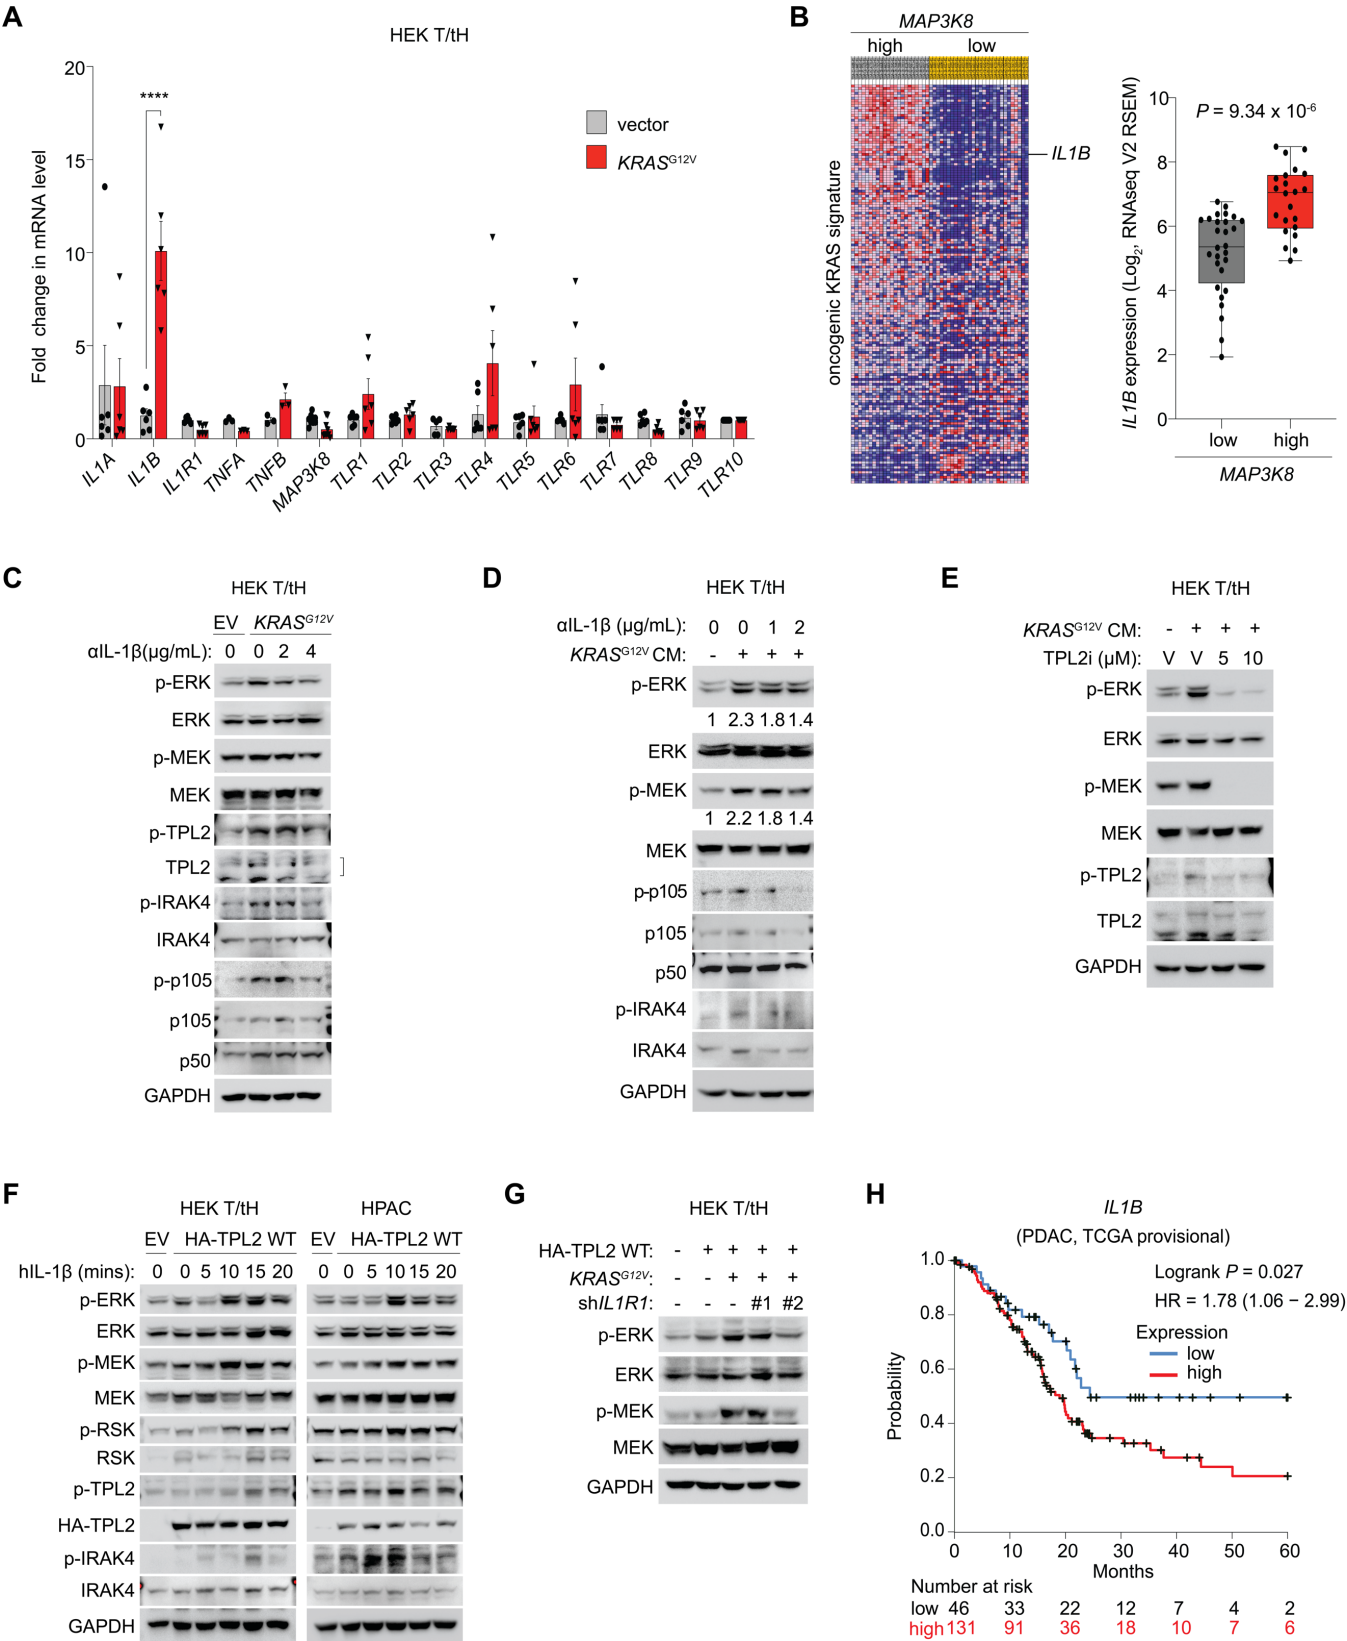 A
HEK T/tH
Fold change in mRNA level
20
15
10
5
0
****
vector
KRASG12V
IL1A
IL1B
IL1R1
TNFA
TNFB
MAP3K8
TLR1
TLR2
TLR3
TLR4
TLR5
TLR6
TLR7
TLR8
TLR9
TLR10
B
MAP3K8
high low
oncogenic KRAS signature
IL1B
IL1B expression (Log2, RNAseq V2 RSEM)
P = 9.34 x 10-6
10
8
6
4
2
0
low high
MAP3K8
C
HEK T/tH
EV KRASG12V
αIL-1β(µg/mL): 0 0 2 4
p-ERK
ERK
p-MEK
MEK
p-TPL2
TPL2
p-IRAK4
IRAK4
p-p105
p105
p50
GAPDH
D
HEK T/tH
αIL-1β (µg/mL): 0 0 1 2
KRASG12V CM: - + + +
p-ERK
1 2.3 1.8 1.4
ERK
p-MEK
1 2.2 1.8 1.4
MEK
p-p105
p105
p50
p-IRAK4
IRAK4
GAPDH
E
HEK T/tH
KRASG12V CM: - + + +
TPL2i (µM): V V 5 10
p-ERK
ERK
p-MEK
MEK
p-TPL2
TPL2
GAPDH
F
HEK T/tH HPAC
EV HA-TPL2 WT EV HA-TPL2 WT
hIL-1β (mins): 0 0 5 10 15 20 0 0 5 10 15 20
p-ERK
ERK
p-MEK
MEK
p-RSK
RSK
p-TPL2
HA-TPL2
p-IRAK4
IRAK4
GAPDH
G
HEK T/tH
HA-TPL2 WT: - + + + +
KRASG12V: - - + + +
shIL1R1: - - - #1 #2
p-ERK
ERK
p-MEK
MEK
GAPDH
H
IL1B
(PDAC, TCGA provisional)
Logrank P = 0.027
HR = 1.78 (1.06 − 2.99)
Expression
low
high
Probability
1.0
0.8
0.6
0.4
0.2
0.0
0 10 20 30 40 50 60
Months
Number at risk
low 46 33 22 12 7 4 2
high 131 91 36 18 10 7 6